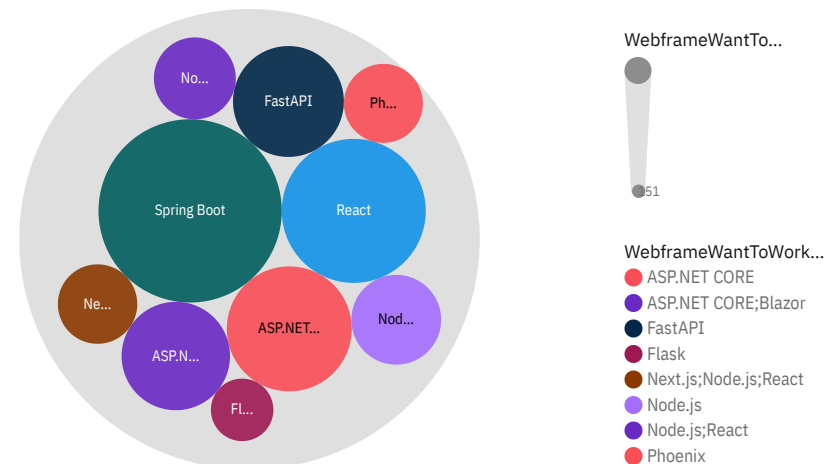 No...
FastAPI
Ph...
Spring Boot
React
Ne...
ASP.N...
ASP.NET...
Nod...
Fl...
WebframeWantTo...
151
WebframeWantToWork...
ASP.NET CORE
ASP.NET CORE;Blazor
FastAPI
Flask
Next.js;Node.js;React
Node.js
Node.js;React
Phoenix